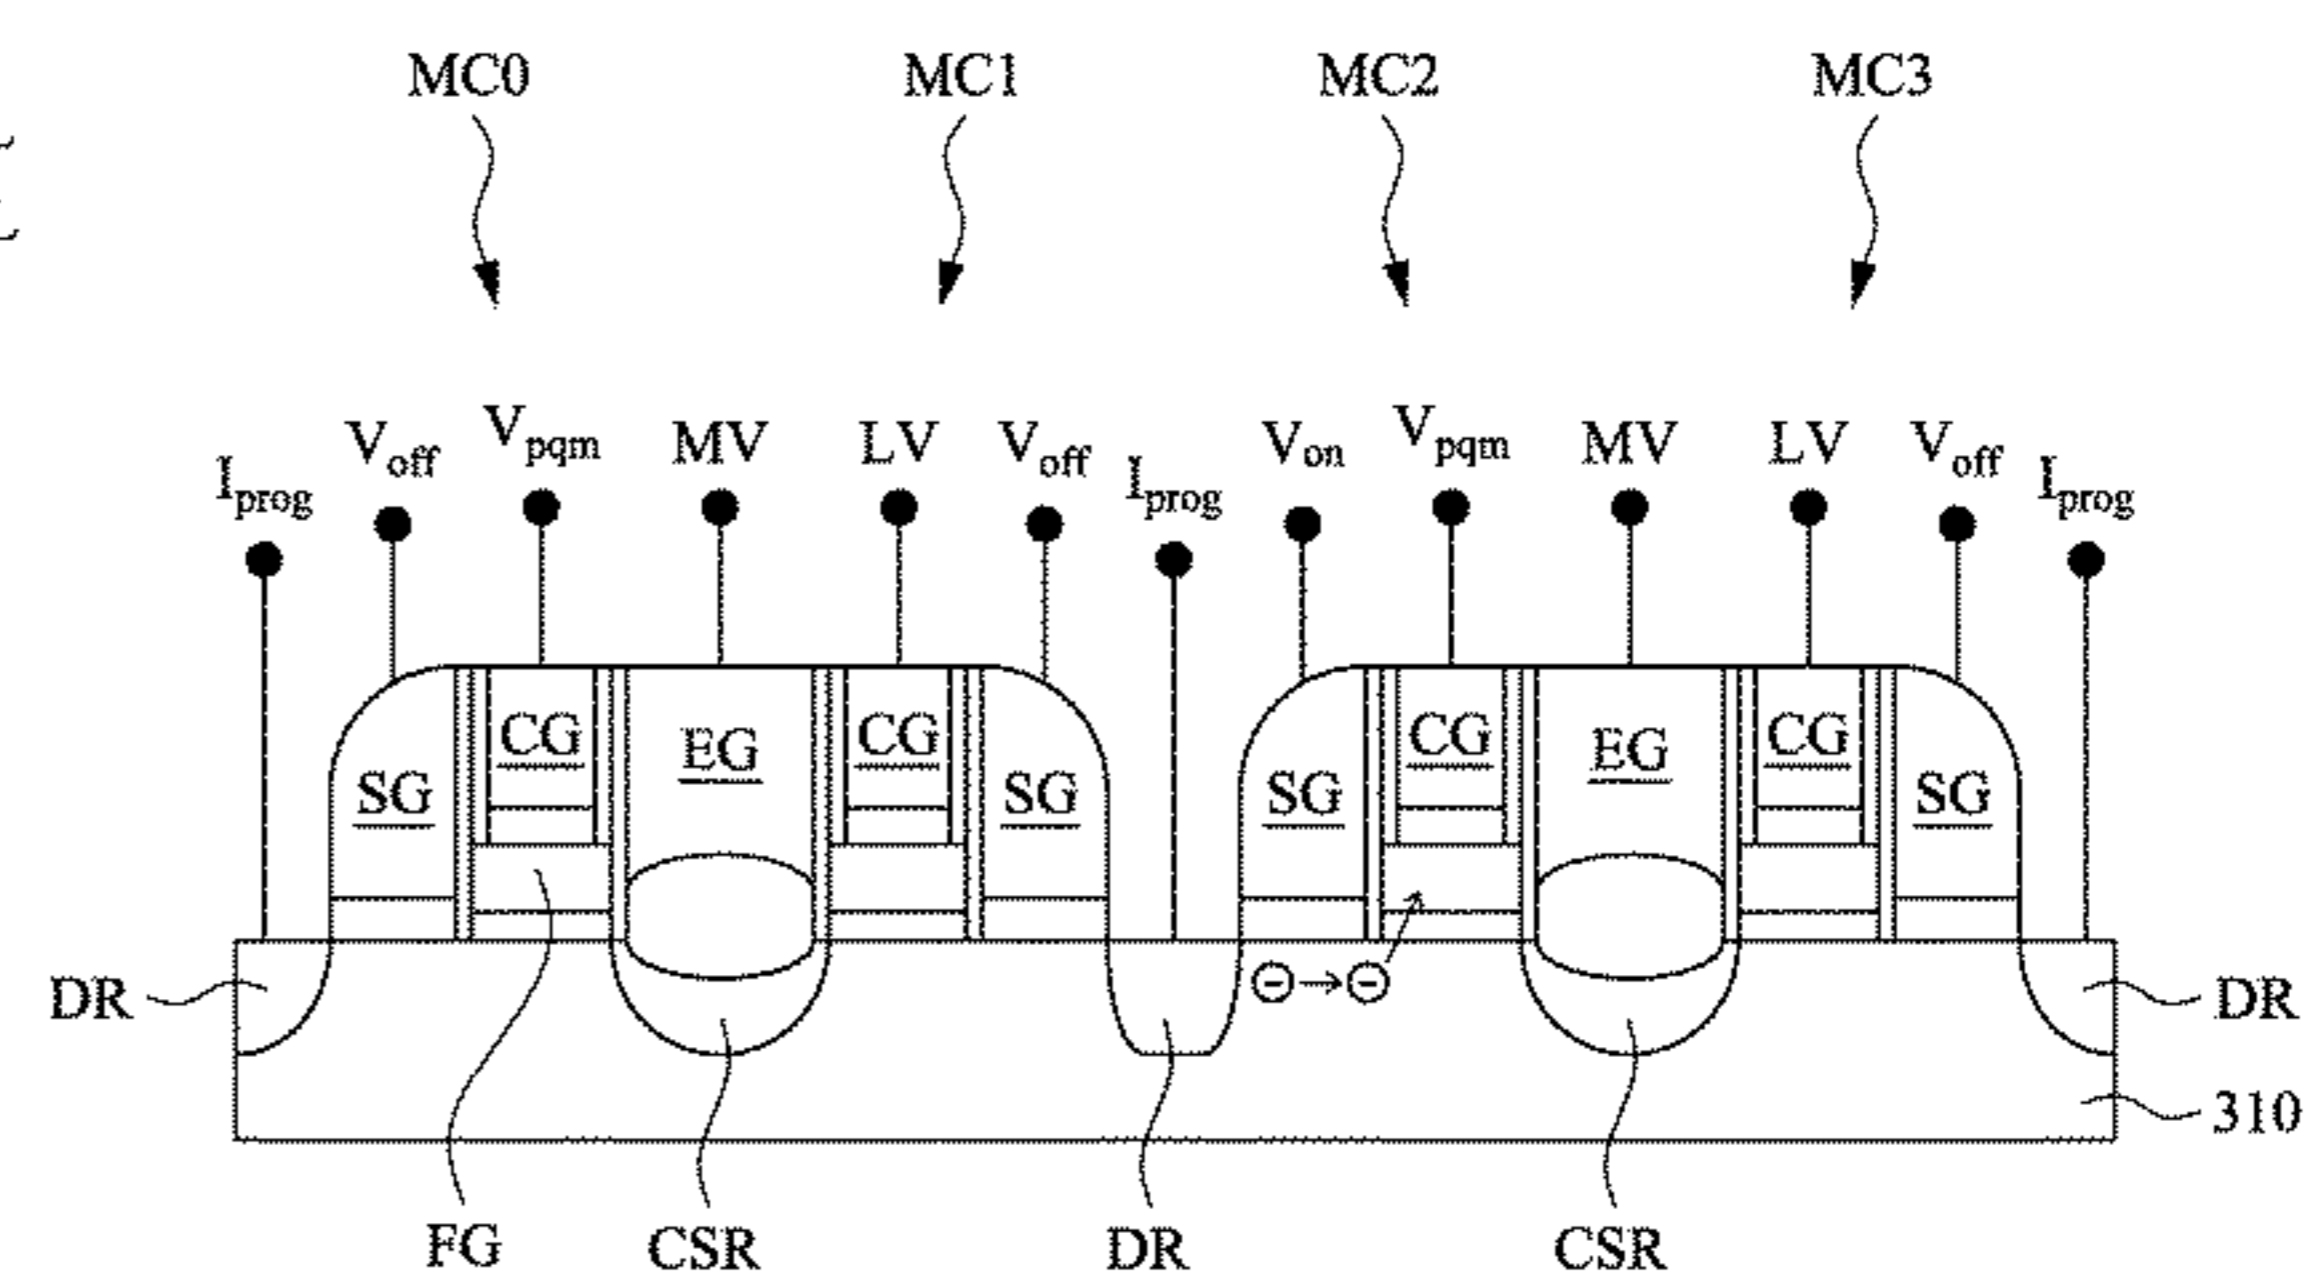 MC0 MC1 MC2 MC3
Iprog Voff Vpqm MV LV Voff Iprog Von Vpqm MV LV Voff Iprog
SG CG EG CG SG SG CG EG CG SG
⊖→⊖
DR DR
310
FG CSR DR CSR